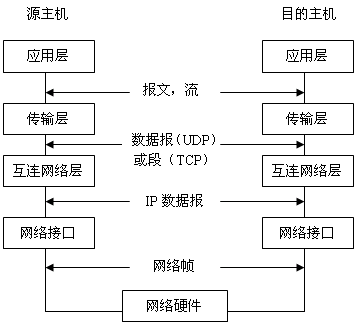 源主机
目的主机
应用层
应用层
报文，流
传输层
传输层
数据报(UDP)
或段（TCP）
互连网络层
互连网络层
IP 数据报
网络接口
网络接口
网络帧
网络硬件